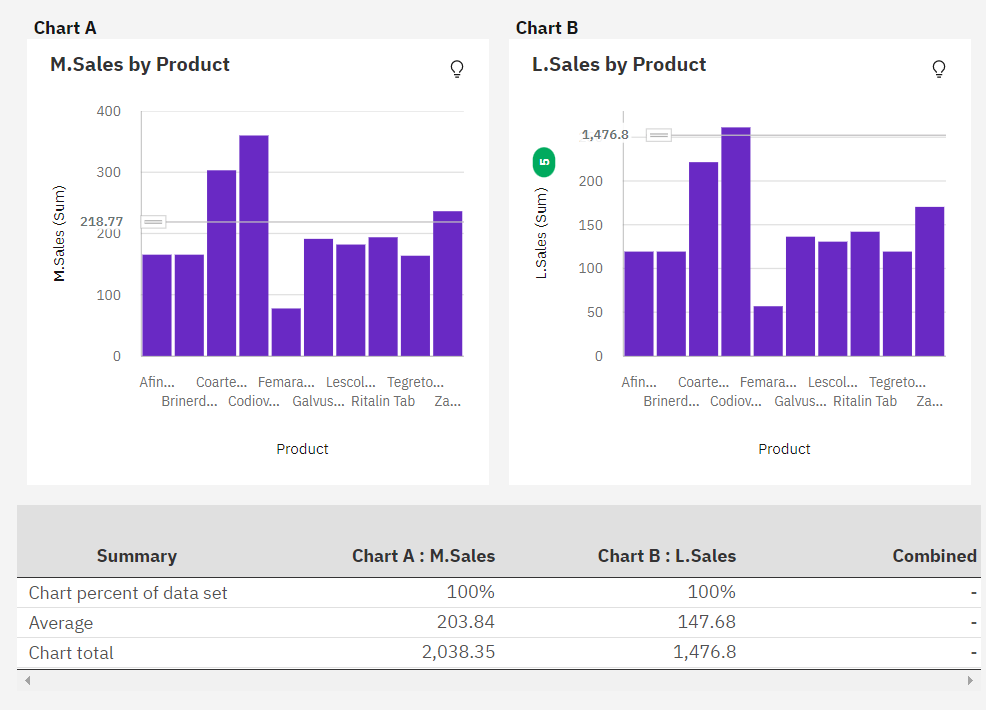 Chart A
Chart B
M.Sales by Product
L.Sales by Product
400
300
218.77
200
100
0
M.Sales (Sum)
Afin...
Coarte...
Femara...
Lescol...
Tegreto...
Brinerd...
Codiov...
Galvus...
Ritalin Tab
Za...
Product
1,476.8
5
200
150
100
50
0
L.Sales (Sum)
Afin...
Coarte...
Femara...
Lescol...
Tegreto...
Brinerd...
Codiov...
Galvus...
Ritalin Tab
Za...
Product
Summary Chart A : M.Sales Chart B : L.Sales Combined
Chart percent of data set 100% 100% -
Average 203.84 147.68 -
Chart total 2,038.35 1,476.8 -